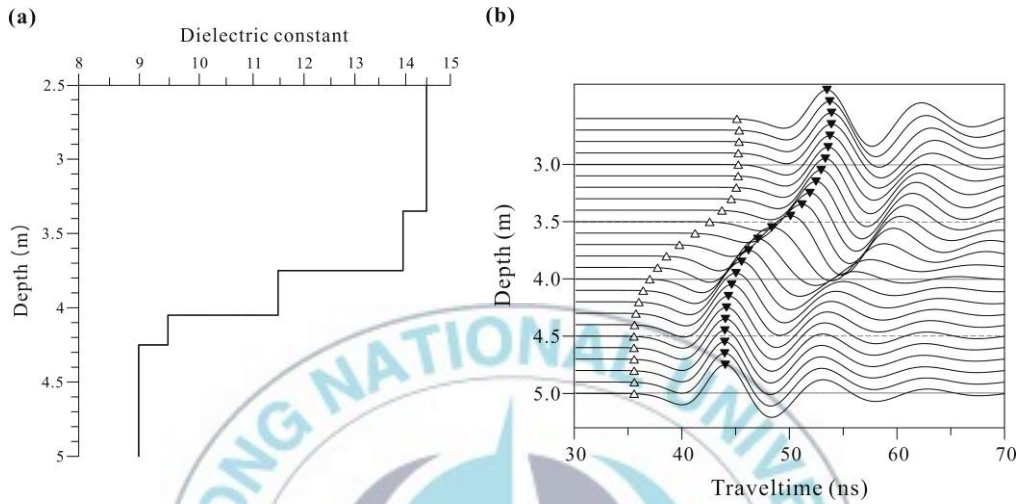 (a)
Dielectric constant
8 9 10 11 12 13 14 15
2.5
3
3.5
4
4.5
5
Depth (m)
(b)
3.0
3.5
4.0
4.5
5.0
Depth (m)
30 40 50 60 70
Traveltime (ns)
ONG NATIONAL UNIVE